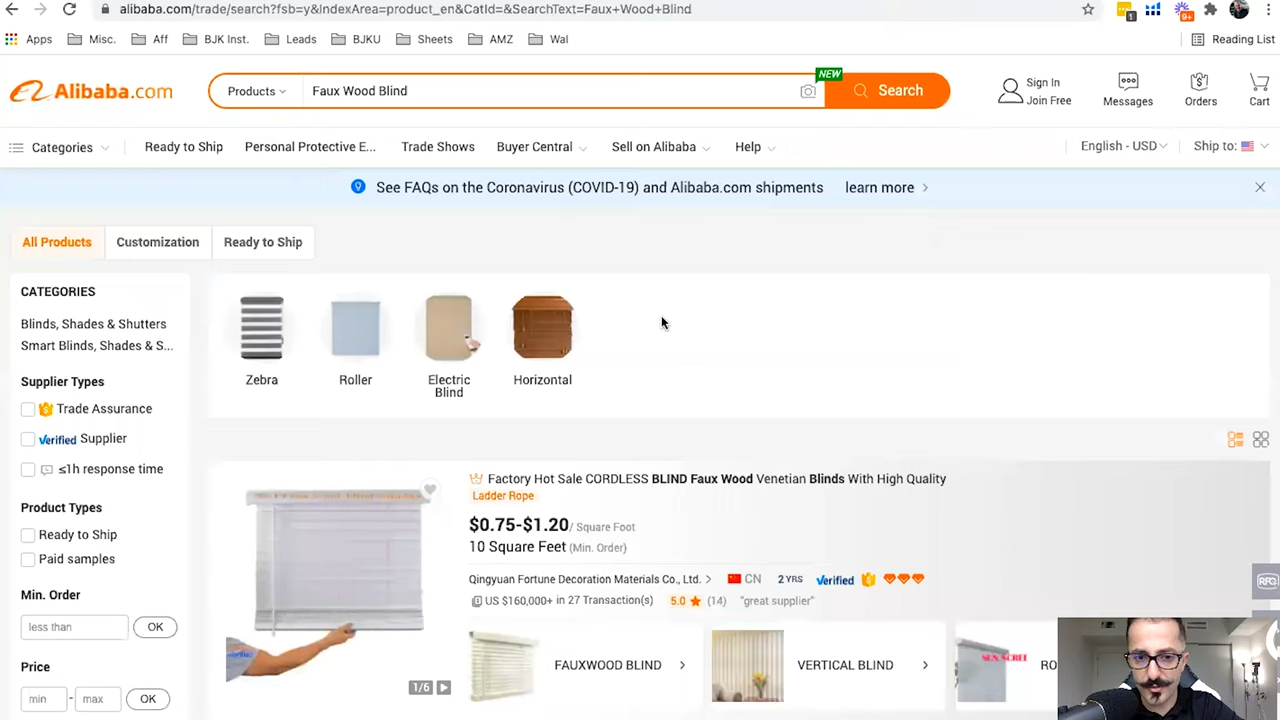 alibaba.com/trade/search?fsb=y&IndexArea=product_en&CatId=&SearchText=Faux+Wood+Blind
1
9+
Apps
Misc.
Aff
BJK Inst.
Leads
BJKU
Sheets
AMZ
Wal
Reading List
Alibaba.com
Products
Faux Wood Blind
NEW
Search
Sign In
Join Free
Messages
Orders
Cart
Categories
Ready to Ship
Personal Protective E...
Trade Shows
Buyer Central
Sell on Alibaba
Help
English - USD
Ship to:
See FAQs on the Coronavirus (COVID-19) and Alibaba.com shipments
learn more
All Products
Customization
Ready to Ship
CATEGORIES
Blinds, Shades & Shutters
Smart Blinds, Shades & S...
Supplier Types
Trade Assurance
Verified Supplier
≤1h response time
Product Types
Ready to Ship
Paid samples
Min. Order
less than
OK
Price
min
-
max
OK
Zebra
Roller
Electric
Blind
Horizontal
Factory Hot Sale CORDLESS BLIND Faux Wood Venetian Blinds With High Quality
Ladder Rope
$0.75-$1.20/ Square Foot
10 Square Feet (Min. Order)
Qingyuan Fortune Decoration Materials Co., Ltd.
CN
2 YRS
Verified
US $160,000+ in 27 Transaction(s)
5.0
(14)
"great supplier"
1/6
FAUXWOOD BLIND
VERTICAL BLIND
SUN SCREE
RO
RFQ